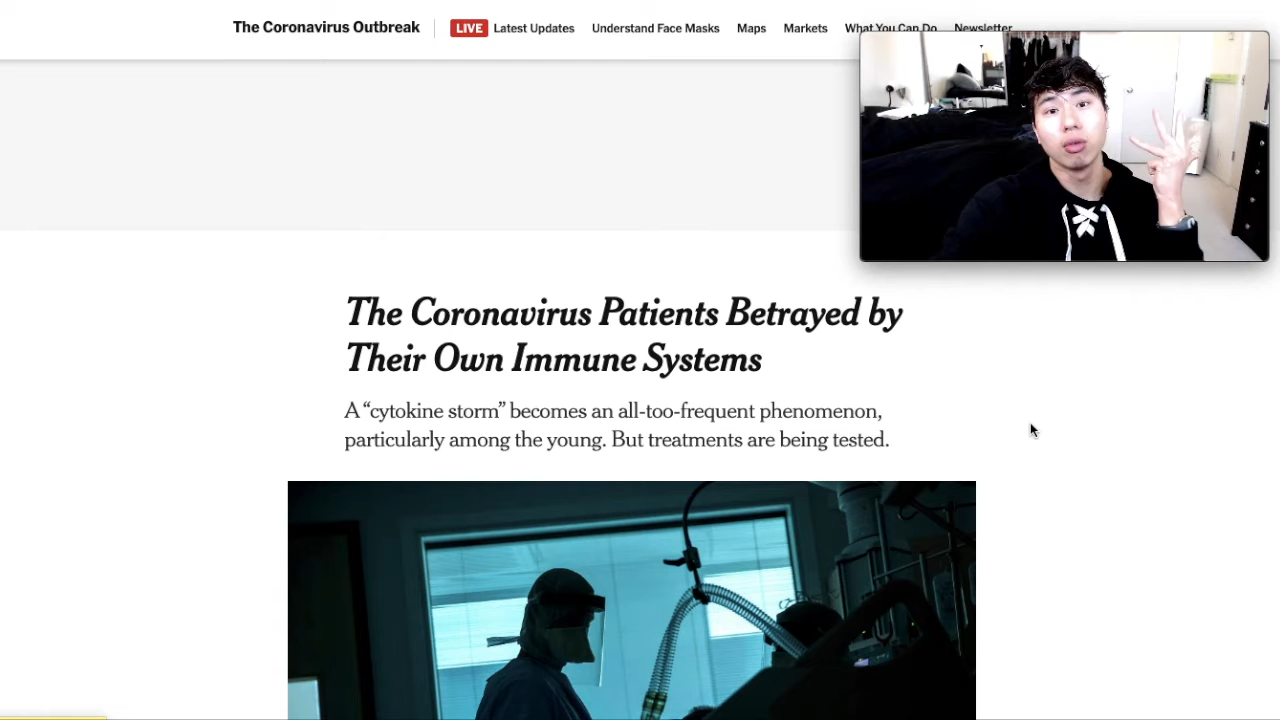 The Coronavirus Outbreak LIVE Latest Updates Understand Face Masks Maps Markets What You Can Do Newsletter
The Coronavirus Patients Betrayed by
Their Own Immune Systems
A “cytokine storm” becomes an all-too-frequent phenomenon,
particularly among the young. But treatments are being tested.